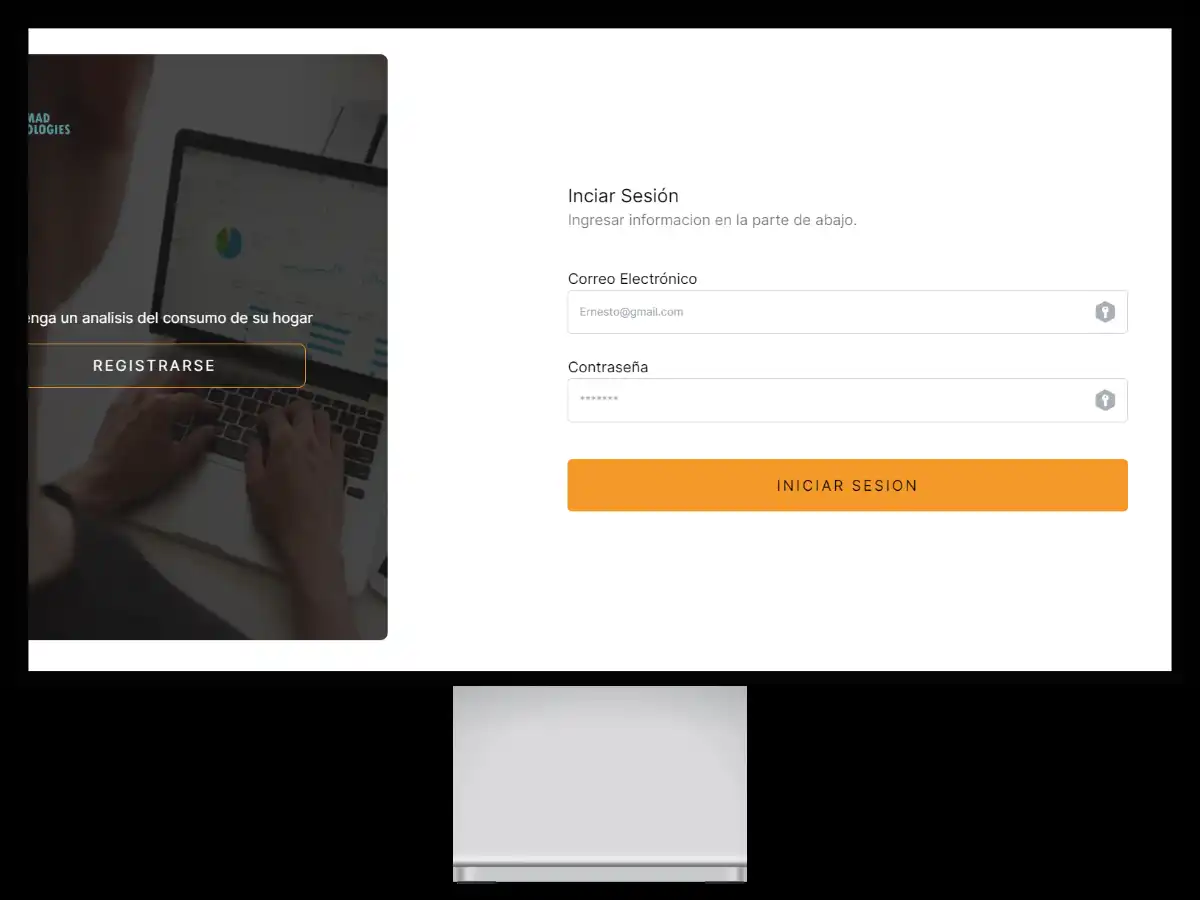 MAD
OLOGIES
enga un analísis del consumo de su hogar
REGISTRARSE
Inciar Sesión
Ingresar informacion en la parte de abajo.
Correo Electrónico
Ernesto@gmail.com
Contraseña
*******
INICIAR SESION